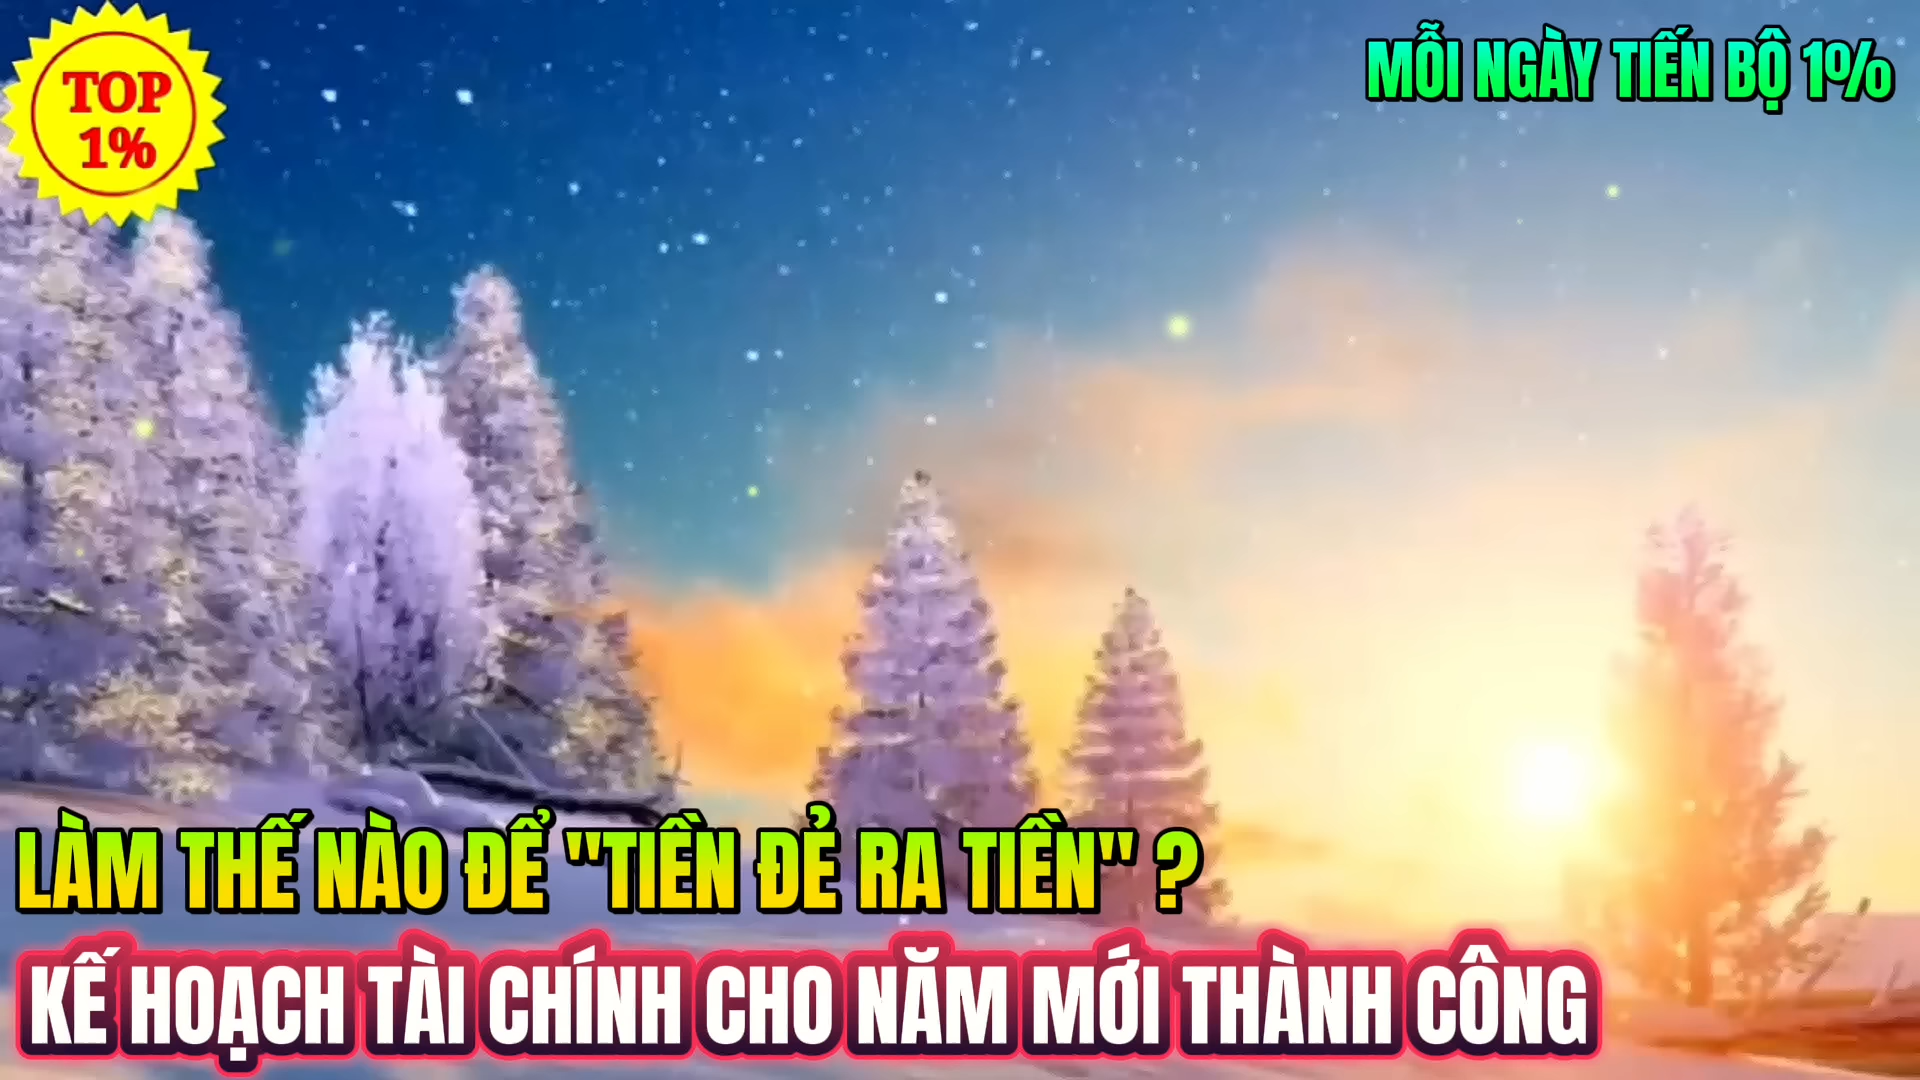 TOP
1%
MỖI NGÀY TIẾN BỘ 1%
LÀM THẾ NÀO ĐỂ "TIỀN ĐẺ RA TIỀN" ?
KẾ HOẠCH TÀI CHÍNH CHO NĂM MỚI THÀNH CÔNG